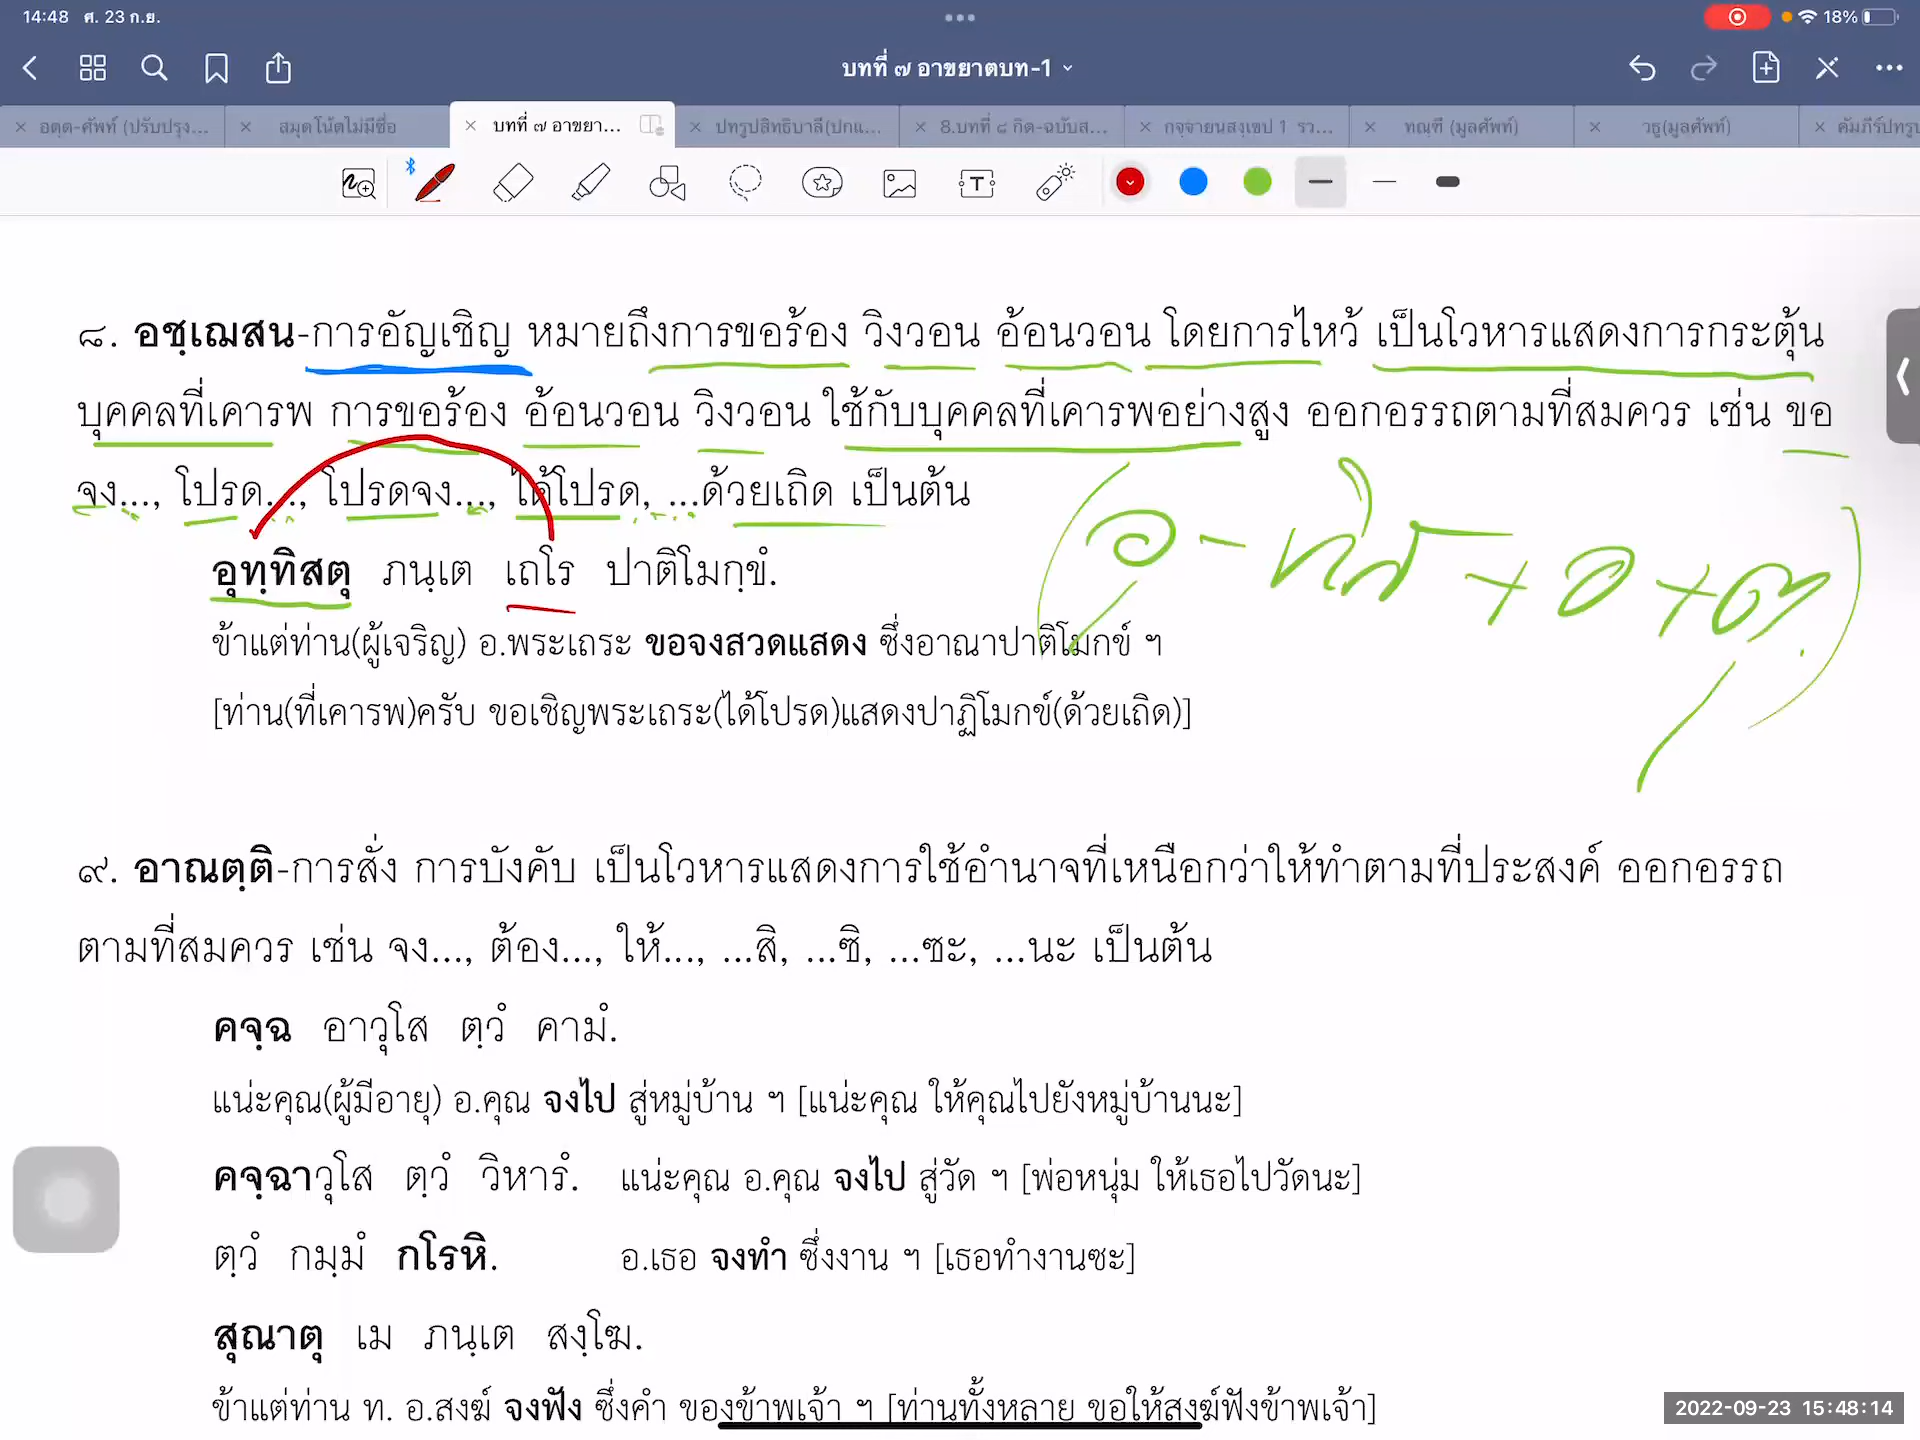 14:48 ศ. 23 ก.ย.
18%
บทที่ ๗ อาขยาตบท-1
อตฺต-ศัพท์ (ปรับปรุง...
สมุดโน้ตไม่มีชื่อ
บทที่ ๗ อาขยา...
ปทรูปสิทธิบาลี(ปกแ...
8.บทที่ ๘ กิต-ฉบับส...
กจฺจายนสงฺเขป 1 รว...
ทณฺฑี (มูลศัพท์)
วธู(มูลศัพท์)
คัมภีร์ปทรูป
๘. อชฺเฌสน-การอัญเชิญ หมายถึงการขอร้อง วิงวอน อ้อนวอน โดยการไหว้ เป็นโวหารแสดงการกระตุ้น
บุคคลที่เคารพ การขอร้อง อ้อนวอน วิงวอน ใช้กับบุคคลที่เคารพอย่างสูง ออกอรรถตามที่สมควร เช่น ขอ
จง..., โปรด..., โปรดจง..., ได้โปรด, ...ด้วยเถิด เป็นต้น
อุทฺทิสตุ ภนฺเต เถโร ปาติโมกฺขํ.
ข้าแต่ท่าน(ผู้เจริญ) อ.พระเถระ ขอจงสวดแสดง ซึ่งอาณาปาติโมกข์ ฯ
[ท่าน(ที่เคารพ)ครับ ขอเชิญพระเถระ(ได้โปรด)แสดงปาฏิโมกข์(ด้วยเถิด)]
๙. อาณตฺติ-การสั่ง การบังคับ เป็นโวหารแสดงการใช้อำนาจที่เหนือกว่าให้ทำตามที่ประสงค์ ออกอรรถ
ตามที่สมควร เช่น จง..., ต้อง..., ให้..., ...สิ, ...ซิ, ...ซะ, ...นะ เป็นต้น
คจฺฉ อาวุโส ตฺวํ คามํ.
แน่ะคุณ(ผู้มีอายุ) อ.คุณ จงไป สู่หมู่บ้าน ฯ [แน่ะคุณ ให้คุณไปยังหมู่บ้านนะ]
คจฺฉาวุโส ตฺวํ วิหารํ. แน่ะคุณ อ.คุณ จงไป สู่วัด ฯ [พ่อหนุ่ม ให้เธอไปวัดนะ]
ตฺวํ กมฺมํ กโรหิ. อ.เธอ จงทำ ซึ่งงาน ฯ [เธอทำงานซะ]
สุณาตุ เม ภนฺเต สงฺโฆ.
ข้าแต่ท่าน ท. อ.สงฆ์ จงฟัง ซึ่งคำ ของข้าพเจ้า ฯ [ท่านทั้งหลาย ขอให้สงฆ์ฟังข้าพเจ้า]
2022-09-23 15:48:14